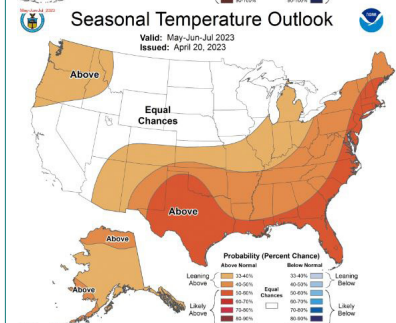 Seasonal Temperature Outlook
Valid: May-Jun-Jul 2023
Issued: April 20, 2023
Above
Equal
Chances
Above
Above
Above
Probability (Percent Chance)
Above Normal
Below Normal
Leaning
Above
33-40%
40-50%
33-40%
40-50%
Leaning
Below
Equal
Chances
Likely
Above
50-60%
60-70%
70-80%
80-90%
50-60%
60-70%
70-80%
80-90%
Likely
Below